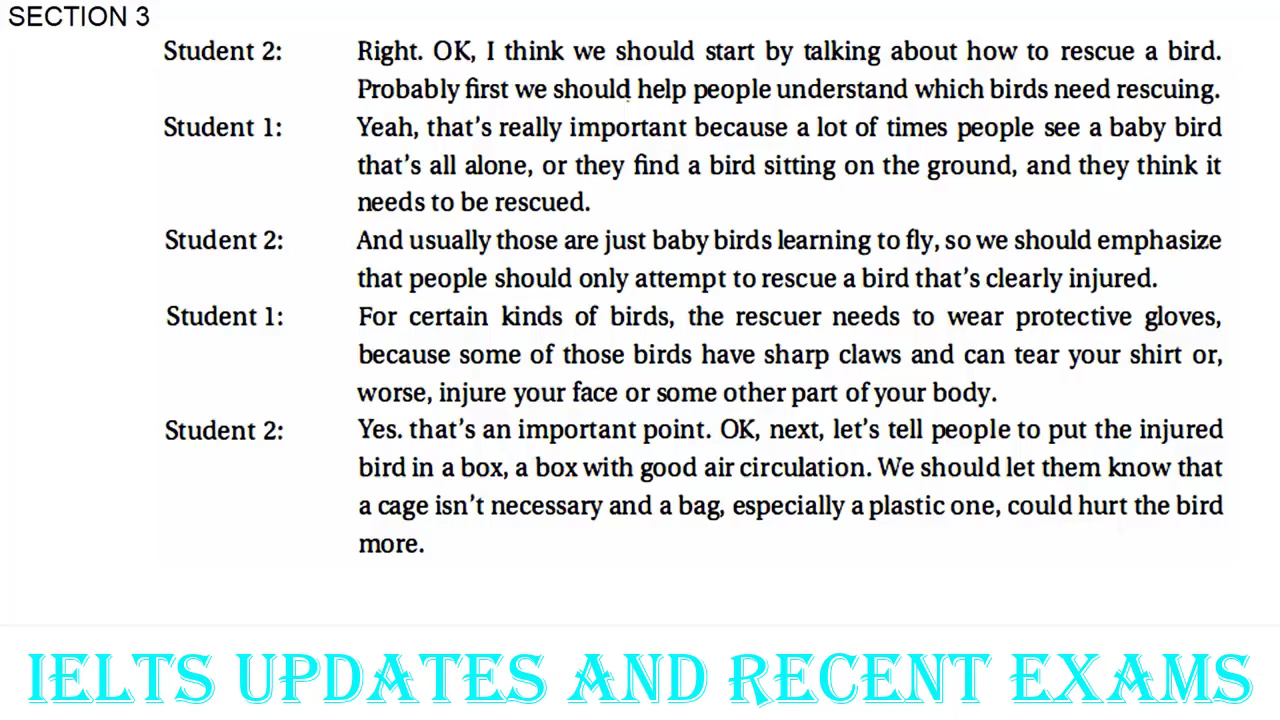 SECTION 3
Student 2: Right. OK, I think we should start by talking about how to rescue a bird.
Probably first we should help people understand which birds need rescuing.
Student 1: Yeah, that's really important because a lot of times people see a baby bird
that's all alone, or they find a bird sitting on the ground, and they think it
needs to be rescued.
Student 2: And usually those are just baby birds learning to fly, so we should emphasize
that people should only attempt to rescue a bird that's clearly injured.
Student 1: For certain kinds of birds, the rescuer needs to wear protective gloves,
because some of those birds have sharp claws and can tear your shirt or,
worse, injure your face or some other part of your body.
Student 2: Yes. that's an important point. OK, next, let's tell people to put the injured
bird in a box, a box with good air circulation. We should let them know that
a cage isn't necessary and a bag, especially a plastic one, could hurt the bird
more.
IELTS UPDATES AND RECENT EXAMS